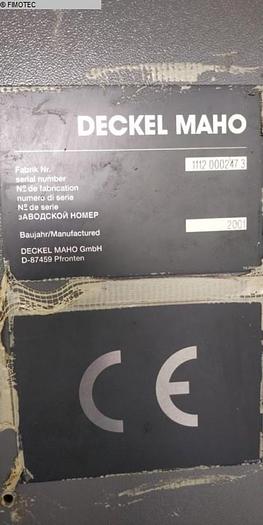 © FIMOTEC
DECKEL MAHO
Fabrik Nr. 1112 000247 3
serial number
Nº de fabrication
numero di serie
Nº de serie
зАВОДСКОЙ НОМЕР
Baujahr/Manufactured 2001
DECKEL MAHO GmbH
D-87459 Pfronten
CE